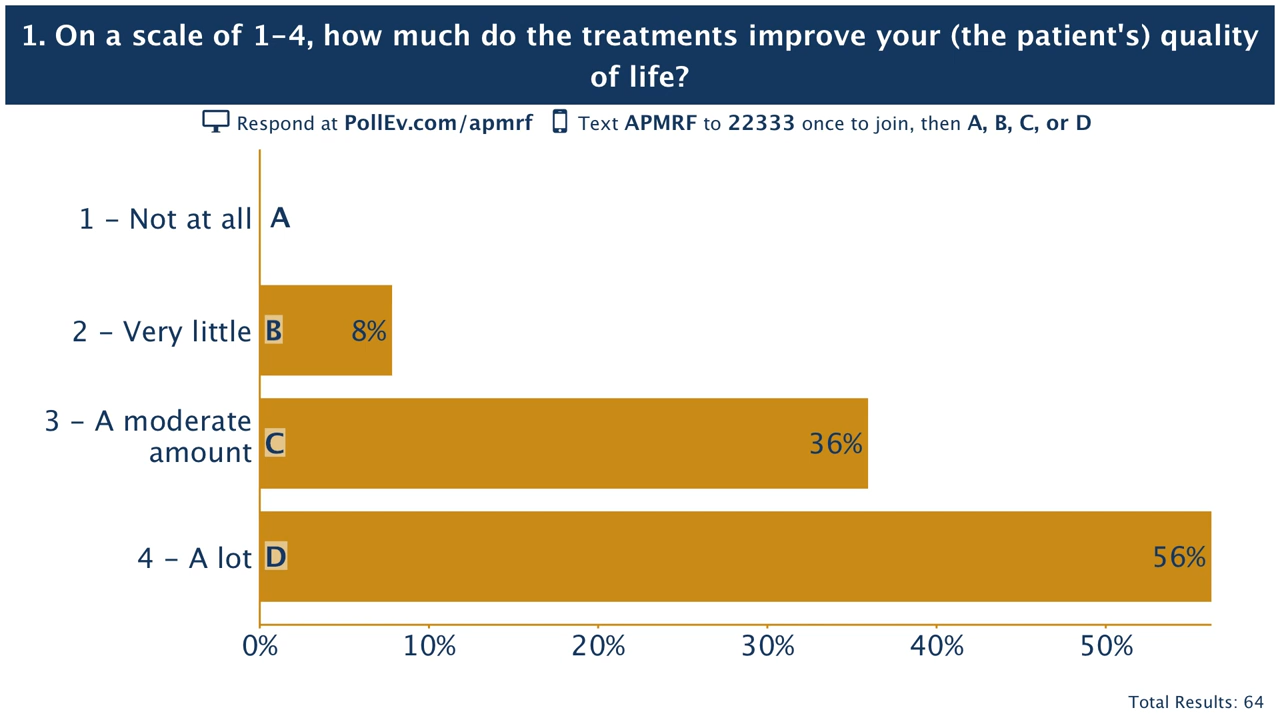 1. On a scale of 1–4, how much do the treatments improve your (the patient's) quality
of life?
Respond at PollEv.com/apmrf Text APMRF to 22333 once to join, then A, B, C, or D
1 – Not at all A
2 – Very little B 8%
3 – A moderate
amount C 36%
4 – A lot D 56%
0% 10% 20% 30% 40% 50%
Total Results: 64